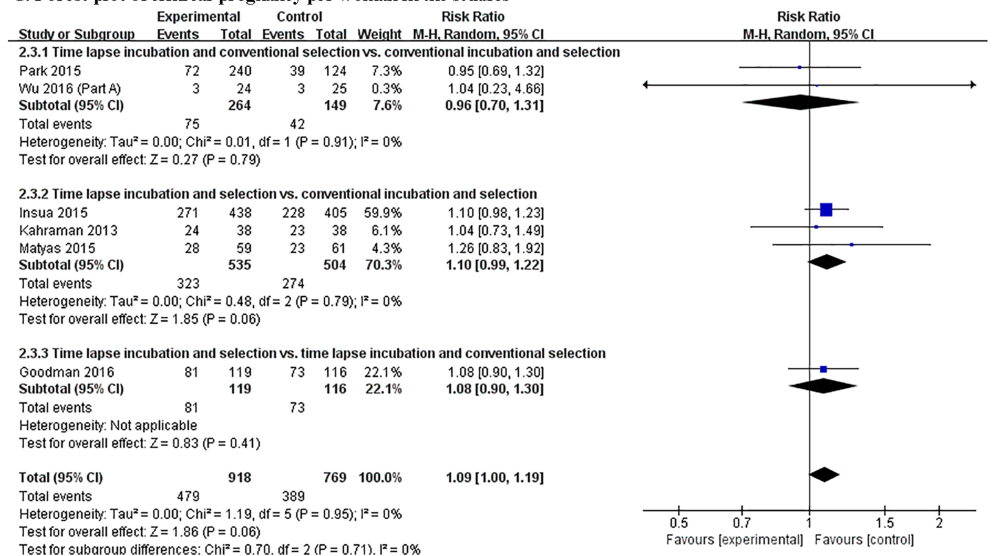 Experimental Control Risk Ratio Risk Ratio
Study or Subgroup Events Total Events Total Weight M-H, Random, 95% CI M-H, Random, 95% CI
2.3.1 Time lapse incubation and conventional selection vs. conventional incubation and selection
Park 2015 72 240 39 124 7.3% 0.95 [0.69, 1.32]
Wu 2016 (Part A) 3 24 3 25 0.3% 1.04 [0.23, 4.66]
Subtotal (95% CI) 264 149 7.6% 0.96 [0.70, 1.31]
Total events 75 42
Heterogeneity: Tau² = 0.00; Chi² = 0.01, df = 1 (P = 0.91); I² = 0%
Test for overall effect: Z = 0.27 (P = 0.79)
2.3.2 Time lapse incubation and selection vs. conventional incubation and selection
Insua 2015 271 438 228 405 59.9% 1.10 [0.98, 1.23]
Kahraman 2013 24 38 23 38 6.1% 1.04 [0.73, 1.49]
Matyas 2015 28 59 23 61 4.3% 1.26 [0.83, 1.92]
Subtotal (95% CI) 535 504 70.3% 1.10 [0.99, 1.22]
Total events 323 274
Heterogeneity: Tau² = 0.00; Chi² = 0.48, df = 2 (P = 0.79); I² = 0%
Test for overall effect: Z = 1.85 (P = 0.06)
2.3.3 Time lapse incubation and selection vs. time lapse incubation and conventional selection
Goodman 2016 81 119 73 116 22.1% 1.08 [0.90, 1.30]
Subtotal (95% CI) 119 116 22.1% 1.08 [0.90, 1.30]
Total events 81 73
Heterogeneity: Not applicable
Test for overall effect: Z = 0.83 (P = 0.41)
Total (95% CI) 918 769 100.0% 1.09 [1.00, 1.19]
Total events 479 389
Heterogeneity: Tau² = 0.00; Chi² = 1.19, df = 5 (P = 0.95); I² = 0%
Test for overall effect: Z = 1.86 (P = 0.06)
Test for subgroup differences: Chi² = 0.70, df = 2 (P = 0.71), I² = 0%
0.5 0.7 1 1.5 2
Favours [experimental] Favours [control]